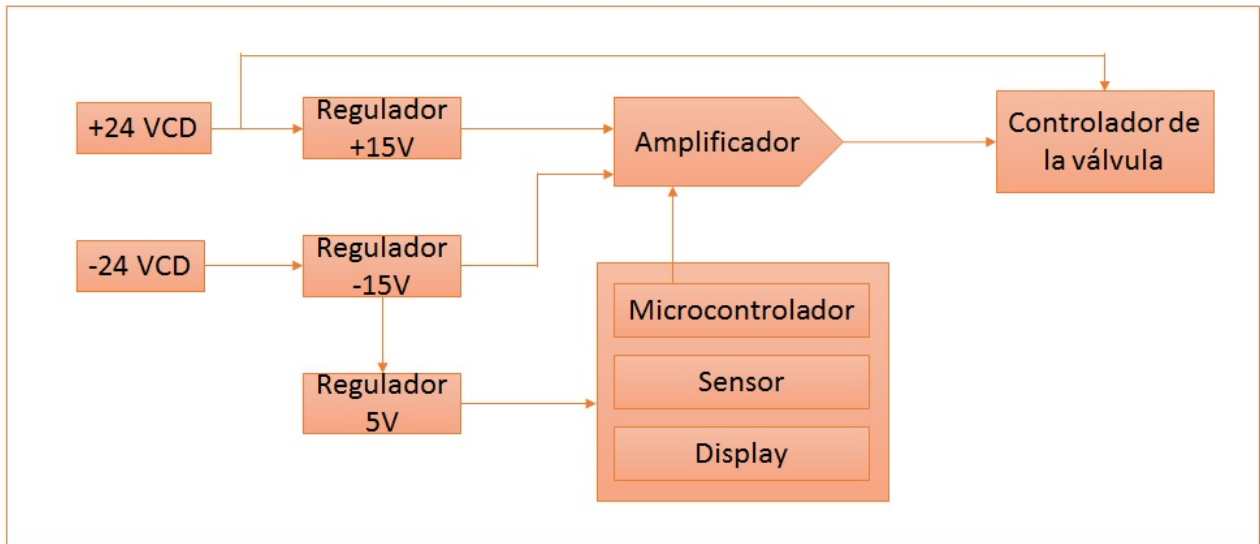 +24 VCD
Regulador
+15V
Amplificador
Controlador de
la válvula
-24 VCD
Regulador
-15V
Microcontrolador
Sensor
Display
Regulador
5V